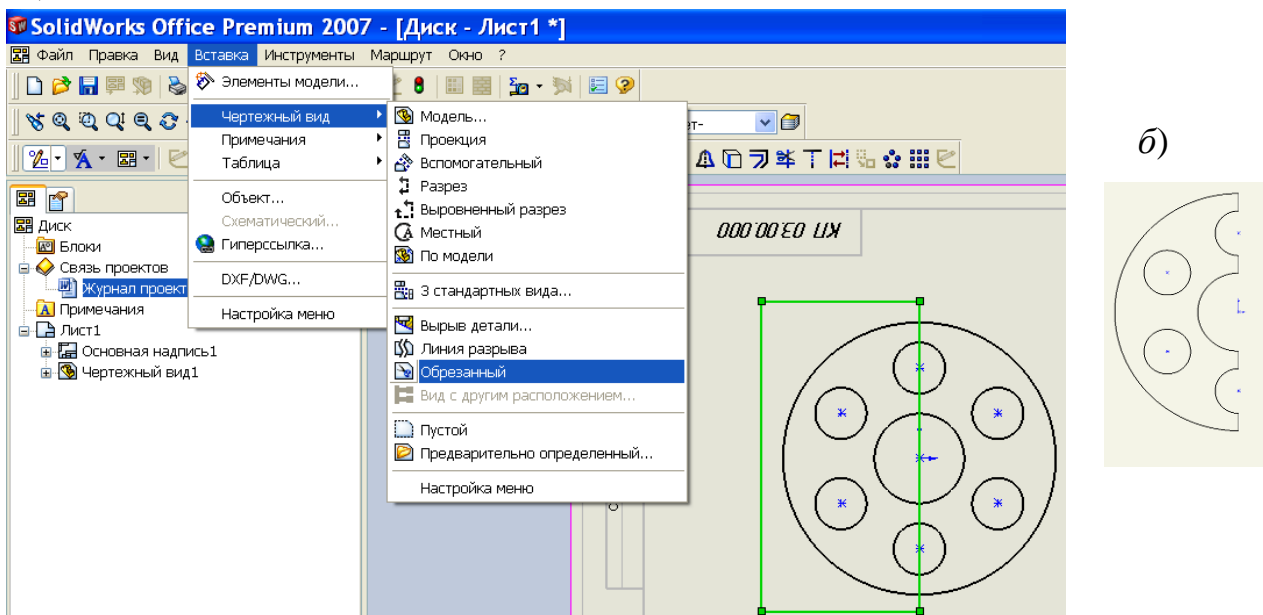 SolidWorks Office Premium 2007 - [Диск - Лист1 *]
Файл Правка Вид Вставка Инструменты Маршрут Окно ?
Элементы модели...
Чертежный вид
Примечания
Таблица
Объект...
Схематический...
Гиперссылка...
DXF/DWG...
Настройка меню
Модель...
Проекция
Вспомогательный
Разрез
Выровненный разрез
Местный
По модели
3 стандартных вида...
Вырыв детали...
Линия разрыва
Обрезанный
Вид с другим расположением...
Пустой
Предварительно определенный...
Настройка меню
Диск
Блоки
Связь проектов
Журнал проект
Примечания
Лист1
Основная надпись1
Чертежный вид1
КП 03.00.000
б)